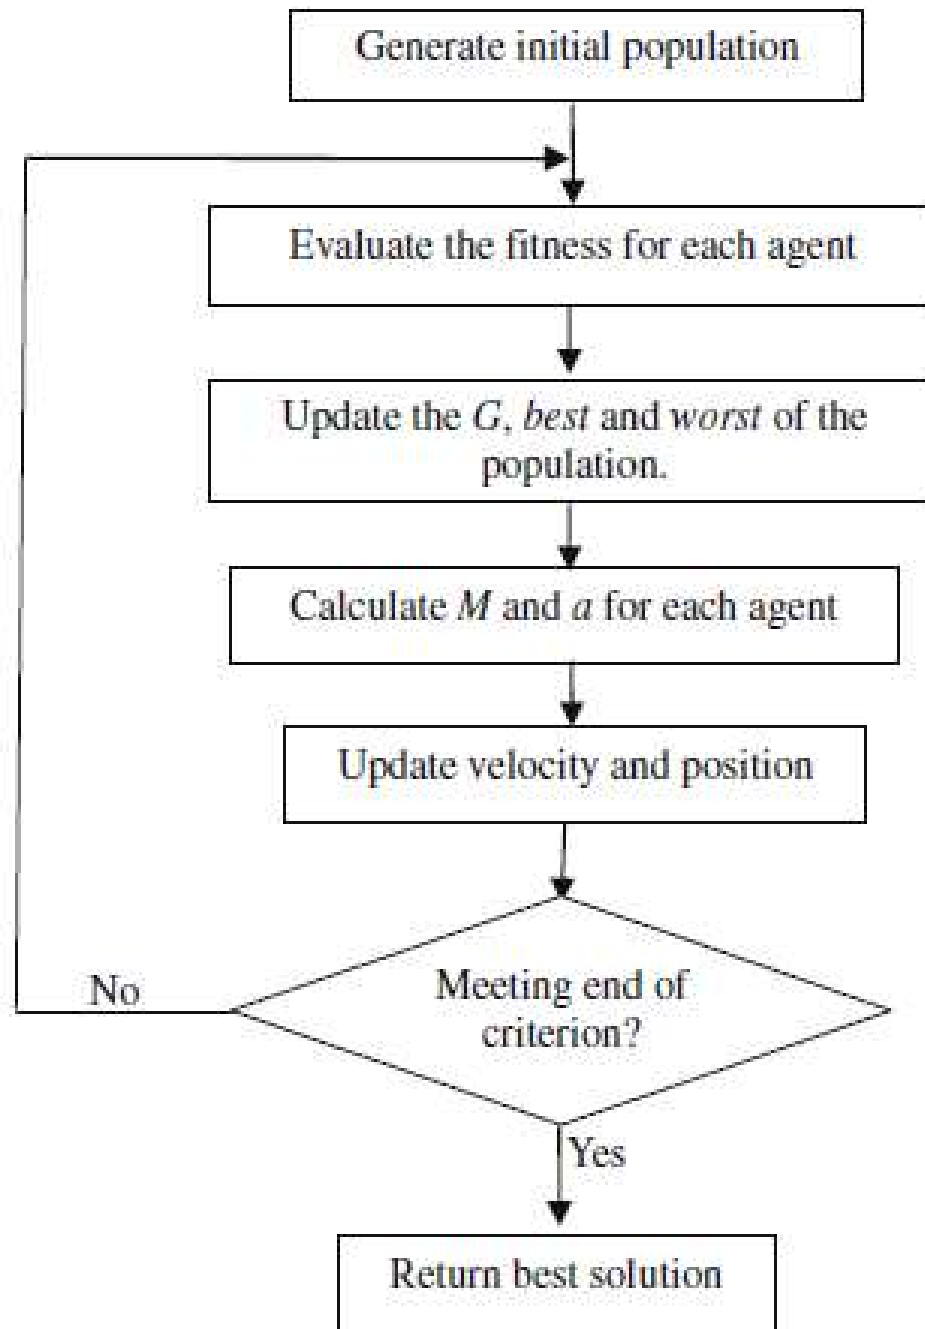 Generate initial population
Evaluate the fitness for each agent
Update the G, best and worst of the
population.
Calculate M and a for each agent
Update velocity and position
Meeting end of
criterion?
No
Yes
Return best solution